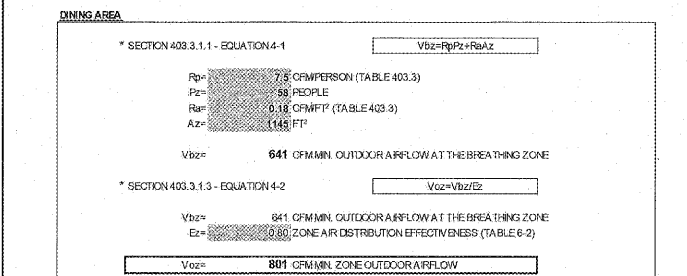 DINING AREA
* SECTION 403.3.1.1 - EQUATION 4-1 Vbz=RpPz+RaAz
Rp= 7.5 CFM/PERSON (TABLE 403.3)
Pz= 58 PEOPLE
Ra= 0.18 CFM/FT² (TABLE 403.3)
Az= 1145 FT²
Vbz= 641 CFM MIN. OUTDOOR AIRFLOW AT THE BREATHING ZONE
* SECTION 403.3.1.3 - EQUATION 4-2 Voz=Vbz/Ez
Vbz= 641 CFM MIN. OUTDOOR AIRFLOW AT THE BREATHING ZONE
Ez= 0.80 ZONE AIR DISTRIBUTION EFFECTIVENESS (TABLE 6-2)
Voz= 801 CFM MIN. ZONE OUTDOOR AIRFLOW